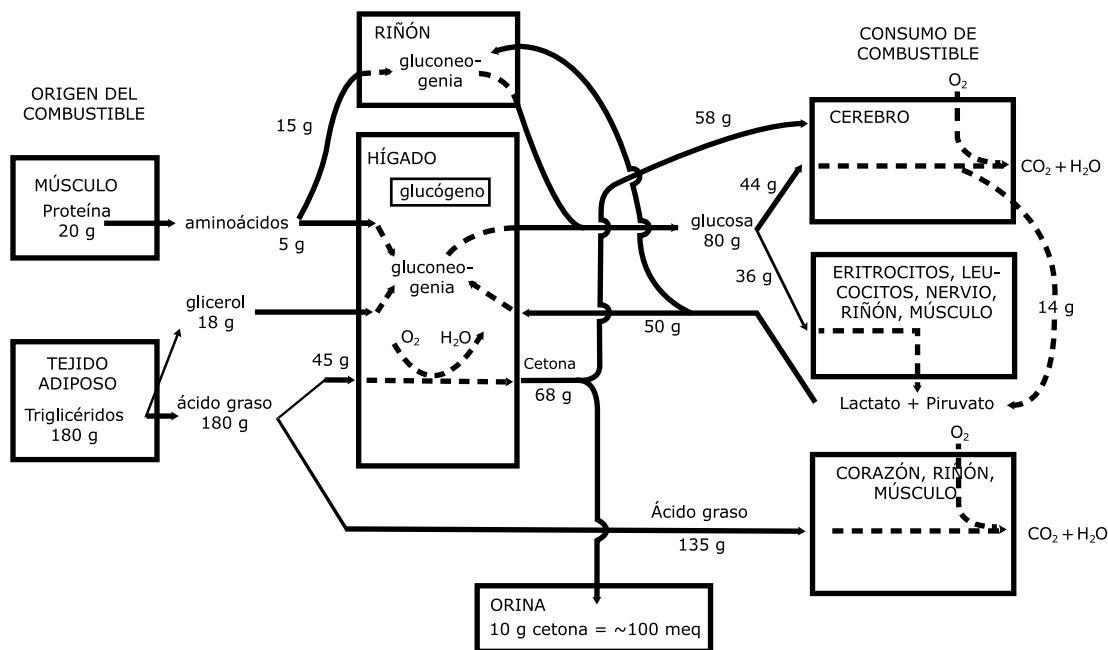 ORIGEN DEL
COMBUSTIBLE
MÚSCULO
Proteína
20 g
aminoácidos
5 g
15 g
RIÑÓN
gluconeo-
genia
HÍGADO
glucógeno
gluconeo-
genia
O₂
H₂O
glicerol
18 g
TEJIDO
ADIPOSO
Triglicéridos
180 g
ácido graso
180 g
45 g
Cetona
68 g
50 g
glucosa
80 g
58 g
44 g
36 g
CONSUMO DE
COMBUSTIBLE
O₂
CEREBRO
CO₂ + H₂O
ERITROCITOS, LEU-
COCITOS, NERVIO,
RIÑÓN, MÚSCULO
14 g
Lactato + Piruvato
O₂
CORAZÓN, RIÑÓN,
MÚSCULO
CO₂ + H₂O
Ácido graso
135 g
ORINA
10 g cetona = ~100 meq